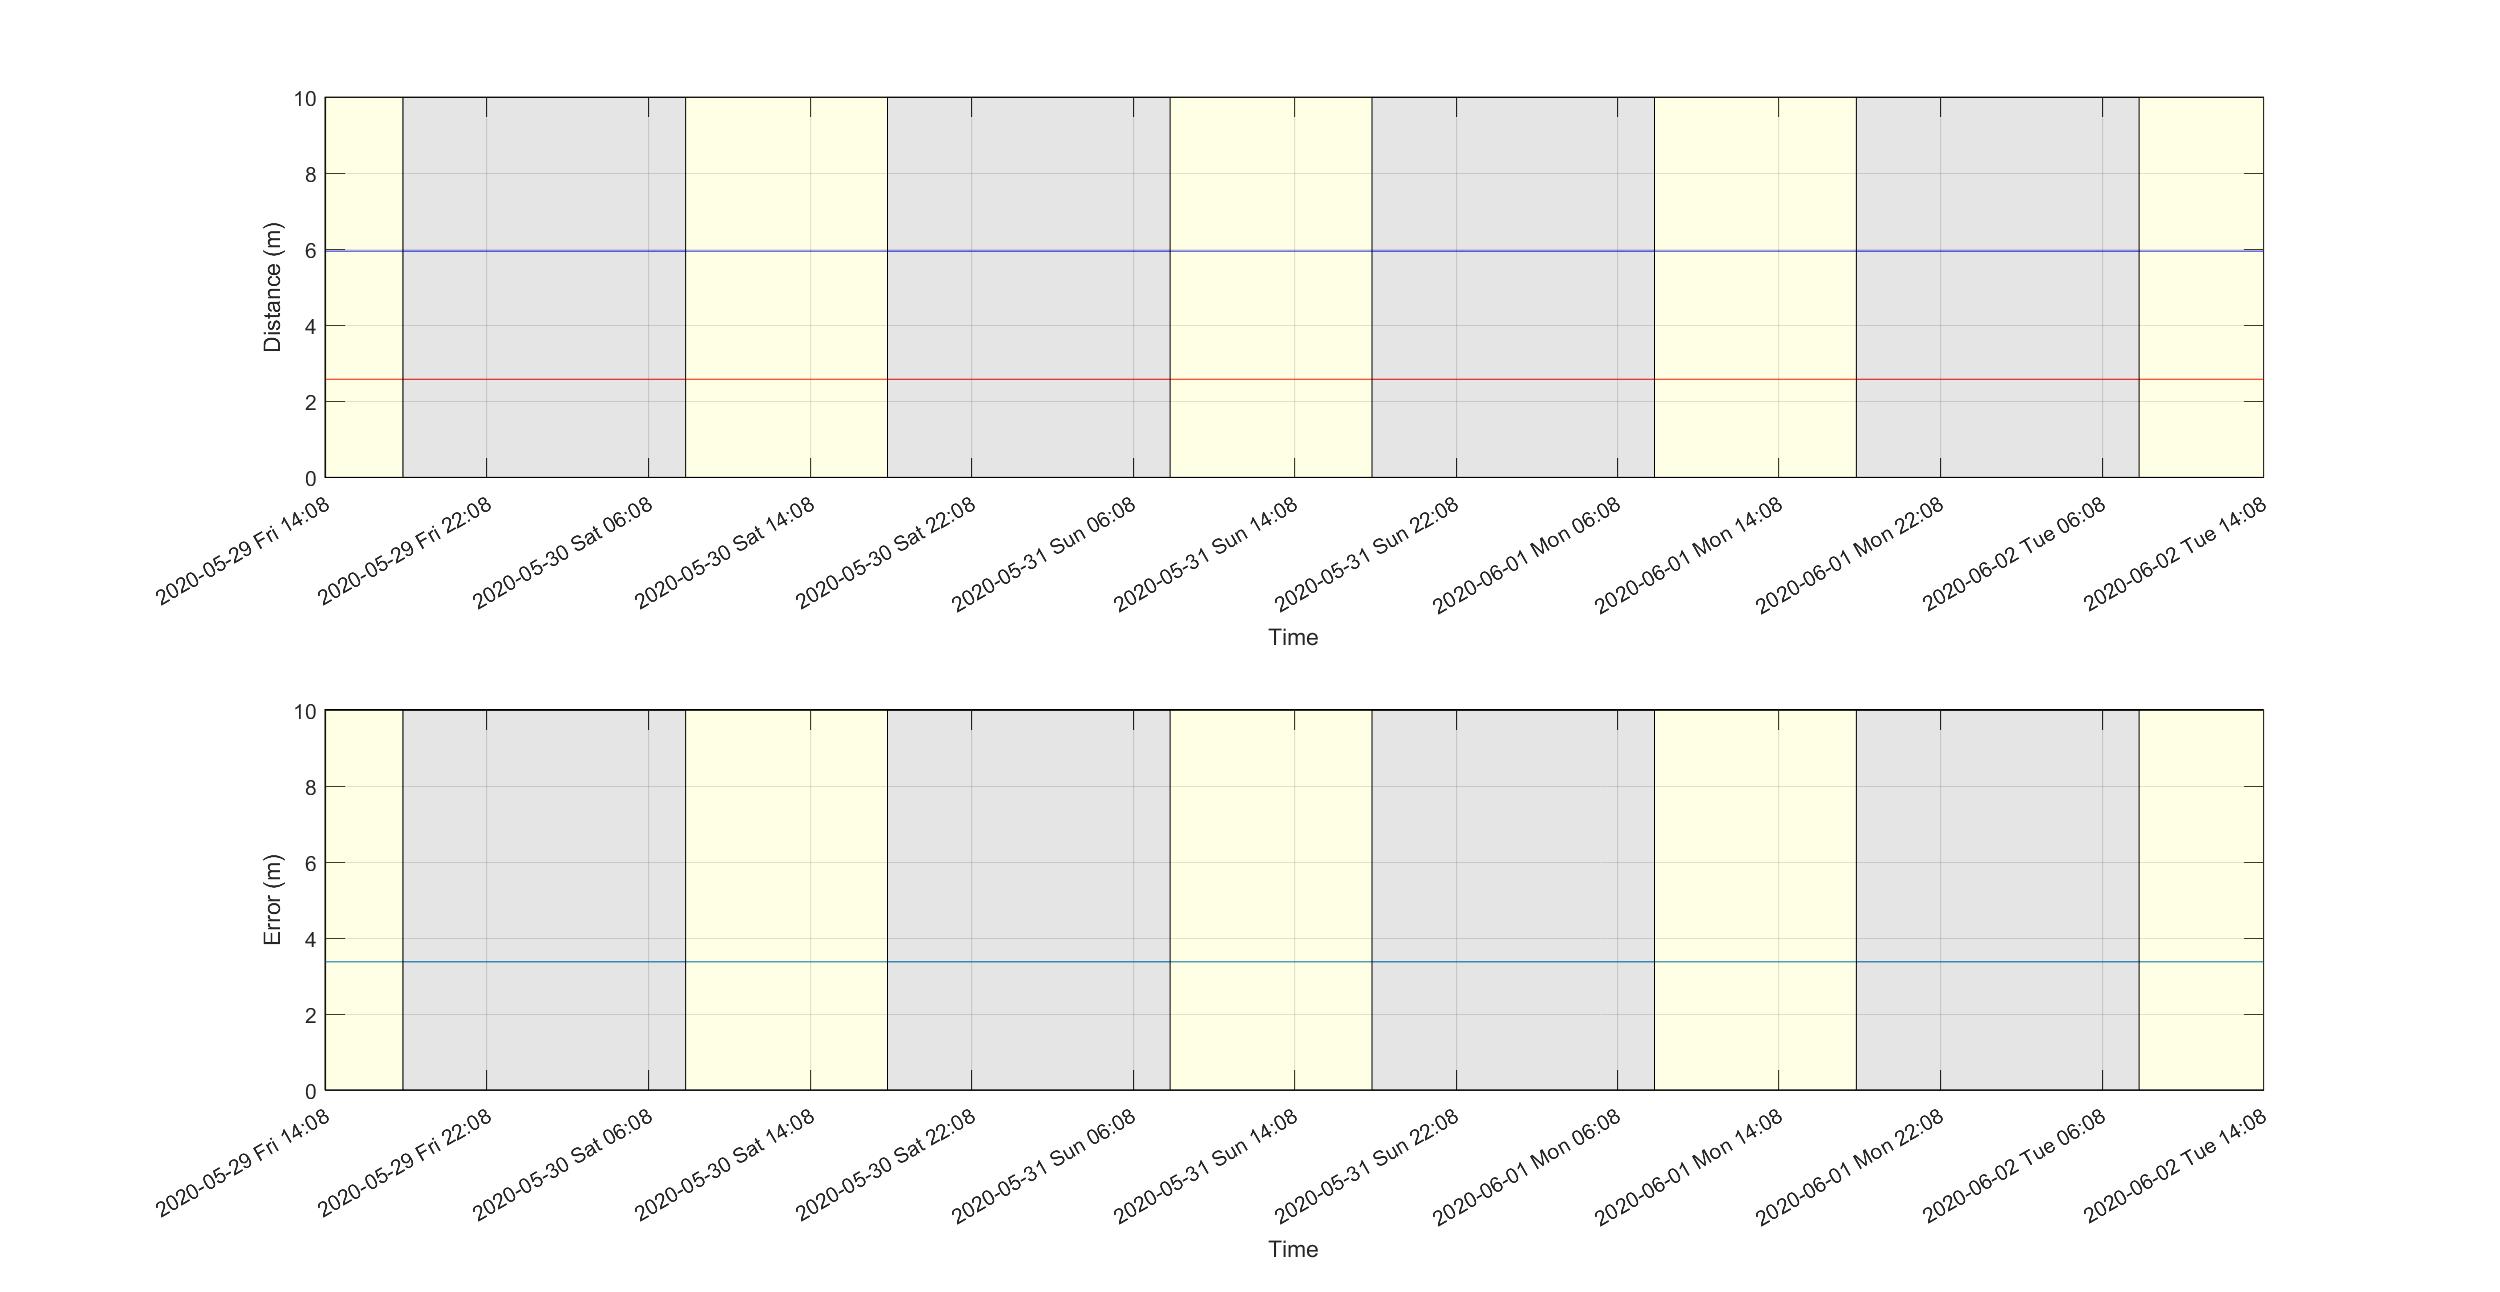 10
8
6
4
2
0
Distance (m)
2020-05-29 Fri 14:08
2020-05-29 Fri 22:08
2020-05-30 Sat 06:08
2020-05-30 Sat 14:08
2020-05-30 Sat 22:08
2020-05-31 Sun 06:08
2020-05-31 Sun 14:08
2020-05-31 Sun 22:08
2020-06-01 Mon 06:08
2020-06-01 Mon 14:08
2020-06-01 Mon 22:08
2020-06-02 Tue 06:08
2020-06-02 Tue 14:08
Time
10
8
6
4
2
0
Error (m)
2020-05-29 Fri 14:08
2020-05-29 Fri 22:08
2020-05-30 Sat 06:08
2020-05-30 Sat 14:08
2020-05-30 Sat 22:08
2020-05-31 Sun 06:08
2020-05-31 Sun 14:08
2020-05-31 Sun 22:08
2020-06-01 Mon 06:08
2020-06-01 Mon 14:08
2020-06-01 Mon 22:08
2020-06-02 Tue 06:08
2020-06-02 Tue 14:08
Time